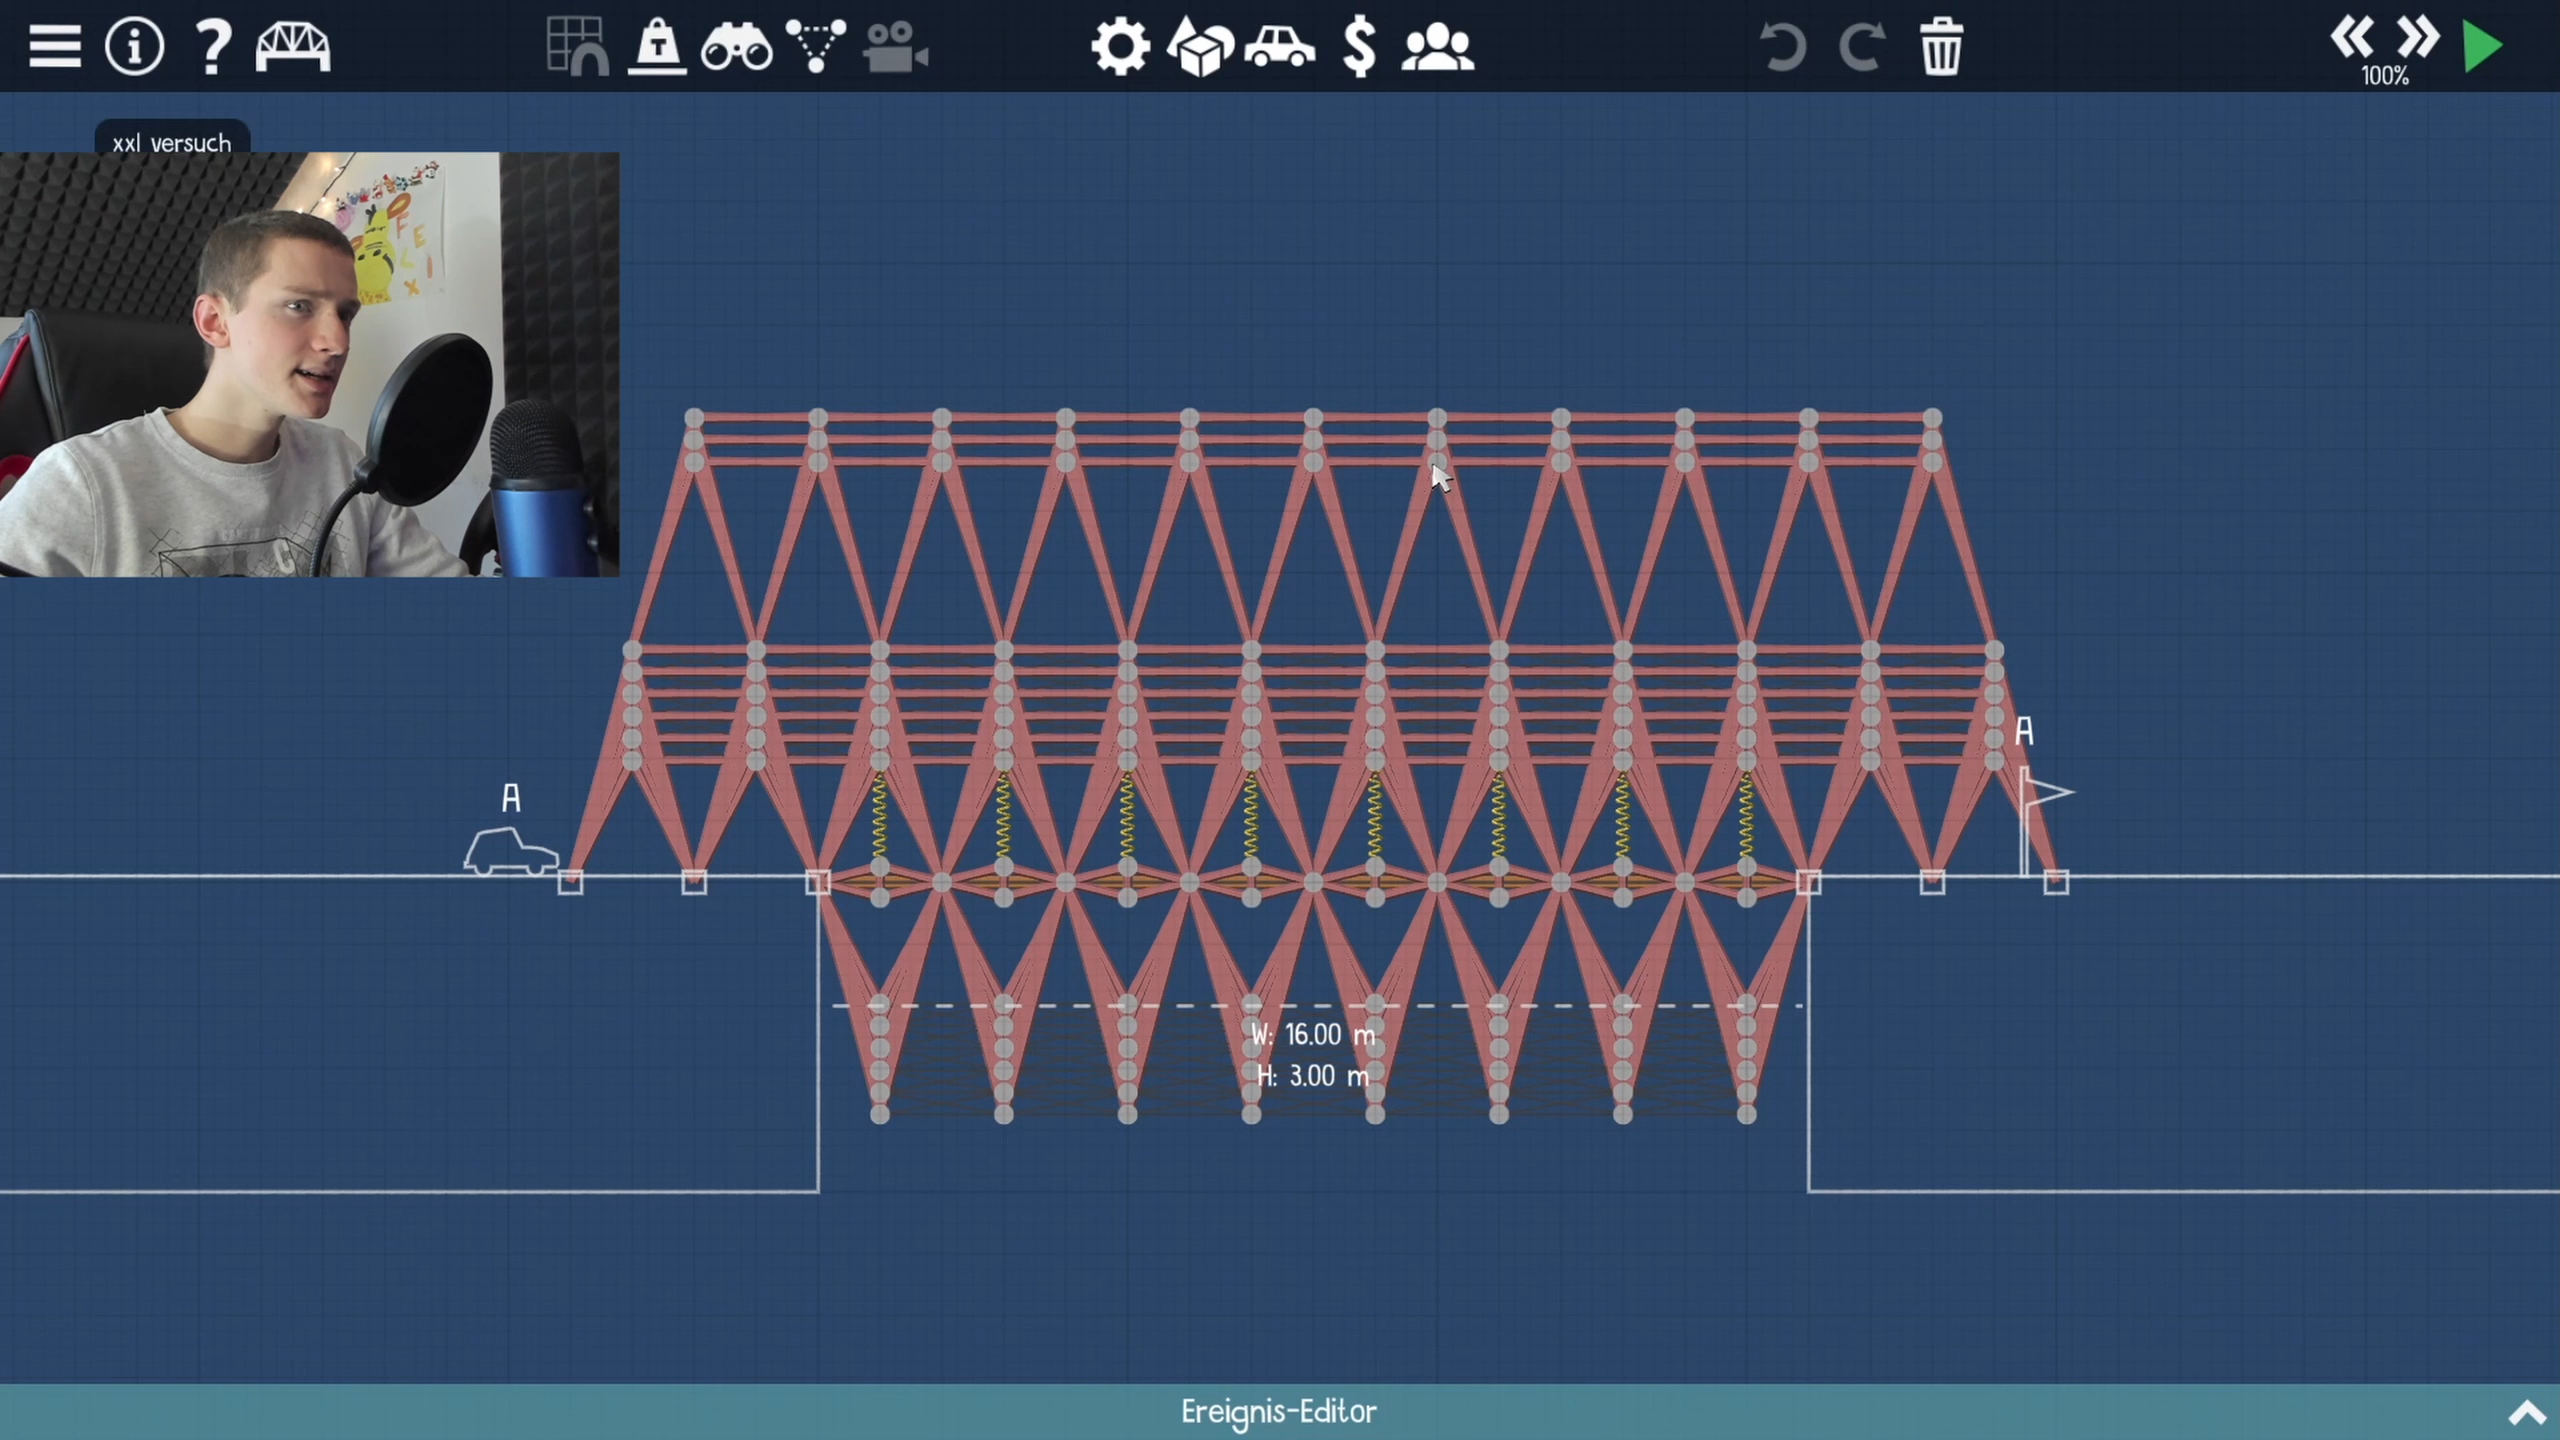 100%
xxl versuch
F
E
L
I
X
A
A
W: 16.00 m
H: 3.00 m
Ereignis-Editor